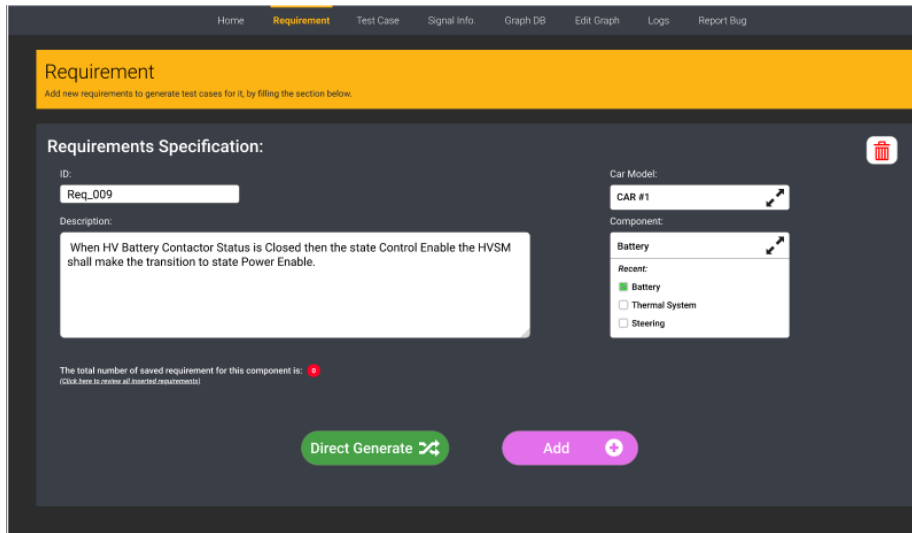 Home Requirement Test Case Signal Info. Graph DB Edit Graph Logs Report Bug
Requirement
Add new requirements to generate test cases for it, by filling the section below.
Requirements Specification:
ID:
Req_009
Description:
When HV Battery Contactor Status is Closed then the state Control Enable the HVSM
shall make the transition to state Power Enable.
Car Model:
CAR #1
Component:
Battery
Recent:
Battery
Thermal System
Steering
The total number of saved requirement for this component is: 0
(Click here to review all inserted requirements)
Direct Generate
Add